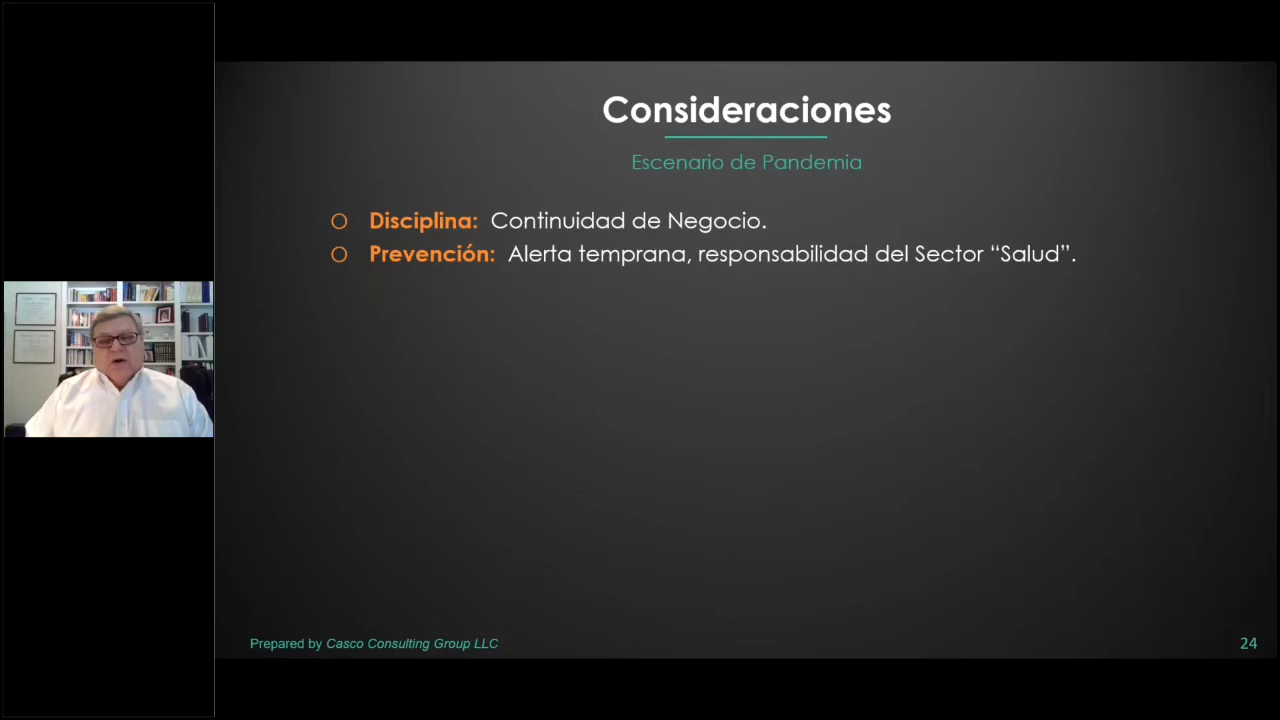 Consideraciones
Escenario de Pandemia
Disciplina: Continuidad de Negocio.
Prevención: Alerta temprana, responsabilidad del Sector “Salud”.
Prepared by Casco Consulting Group LLC
24